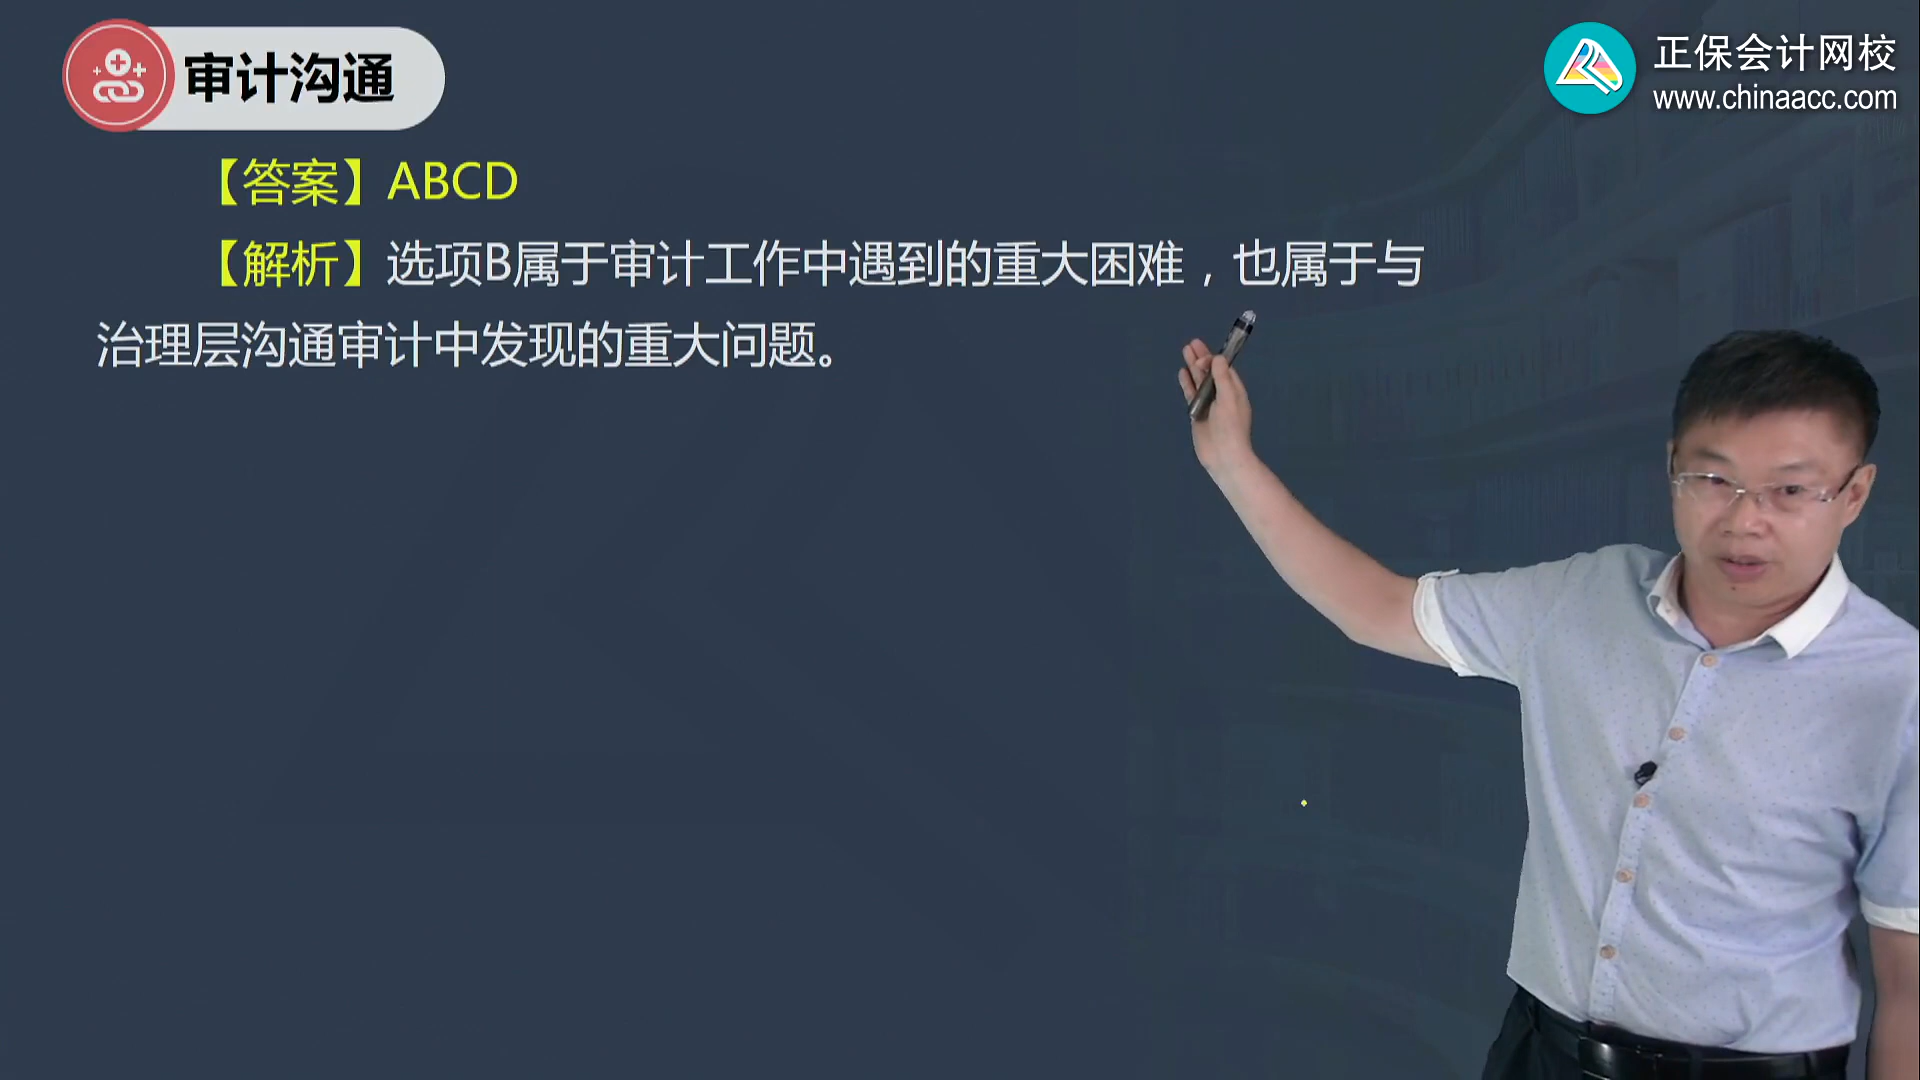 审计沟通
正保会计网校
www.chinaacc.com
【答案】ABCD
【解析】选项B属于审计工作中遇到的重大困难，也属于与
治理层沟通审计中发现的重大问题。